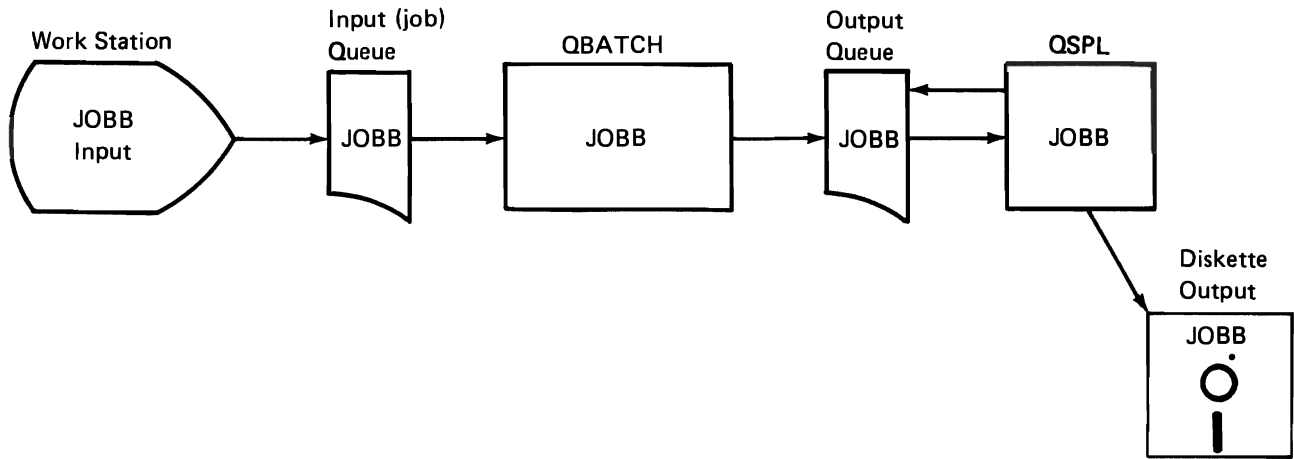 Work Station
JOBB
Input
Input (job)
Queue
JOBB
QBATCH
JOBB
Output
Queue
JOBB
QSPL
JOBB
Diskette
Output
JOBB